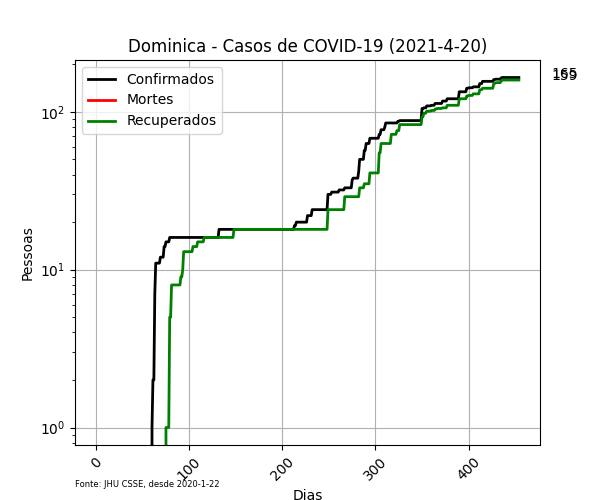 Dominica - Casos de COVID-19 (2021-4-20)
Confirmados
Mortes
Recuperados
165
10²
10¹
10⁰
Pessoas
0
100
200
300
400
Fonte: JHU CSSE, desde 2020-1-22
Dias